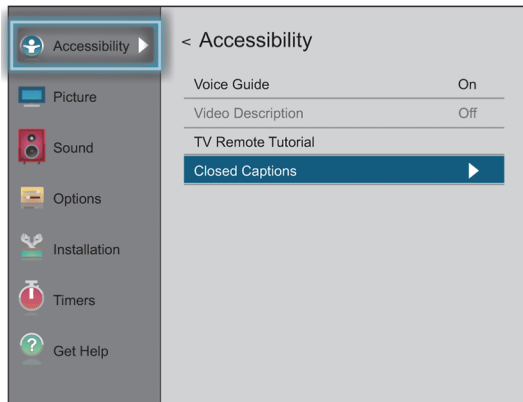 Accessibility
Picture
Sound
Options
Installation
Timers
Get Help
< Accessibility
Voice Guide On
Video Description Off
TV Remote Tutorial
Closed Captions